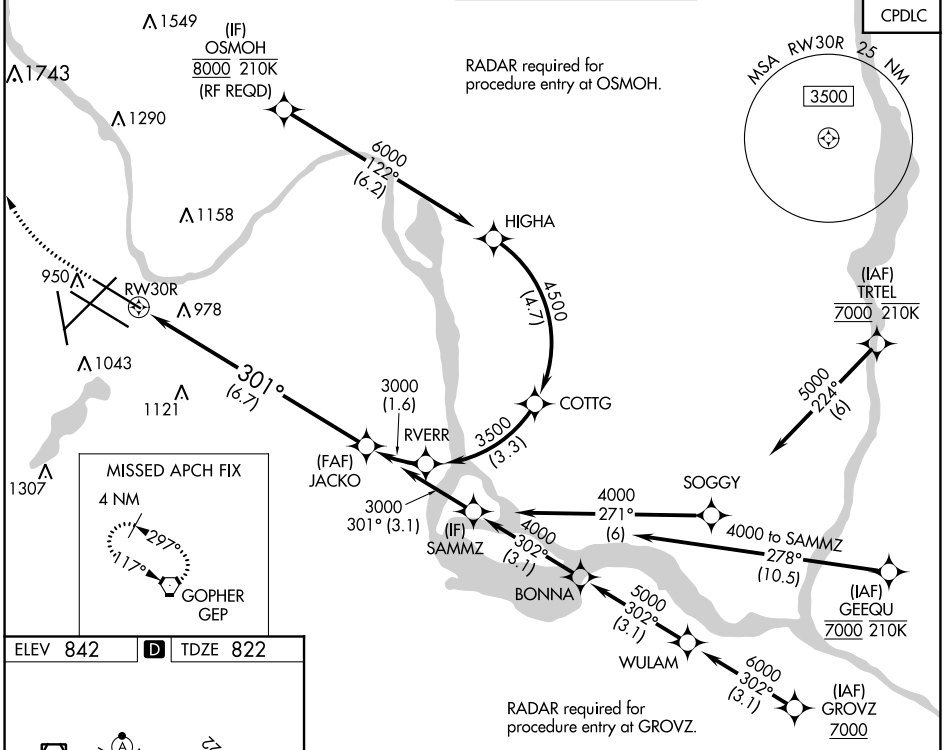 CPDLC
1549
(IF)
OSMOH
8000 210K
(RF REQD)
1743
RADAR required for
procedure entry at OSMOH.
MSA RW30R 25 NM
3500
1290
6000
122°
(6.2)
1158
HIGHA
4500
(4.7)
950
RW30R
978
(IAF)
TRTEL
7000 210K
5000
224°
(6)
1043
301°
(6.7)
1121
3000
(1.6)
COTTG
RVERR
3500
(3.3)
(FAF)
JACKO
1307
MISSED APCH FIX
4 NM
297°
117°
GOPHER
GEP
3000
301° (3.1)
(IF)
SAMMZ
SOGGY
4000
271°
(6)
4000 to SAMMZ
278°
(10.5)
4000
302°
(3.1)
BONNA
(IAF)
GEEQU
7000 210K
5000
302°
(3.1)
WULAM
6000
302°
(3.1)
(IAF)
GROVZ
7000
RADAR required for
procedure entry at GROVZ.
ELEV 842 D TDZE 822
A
22